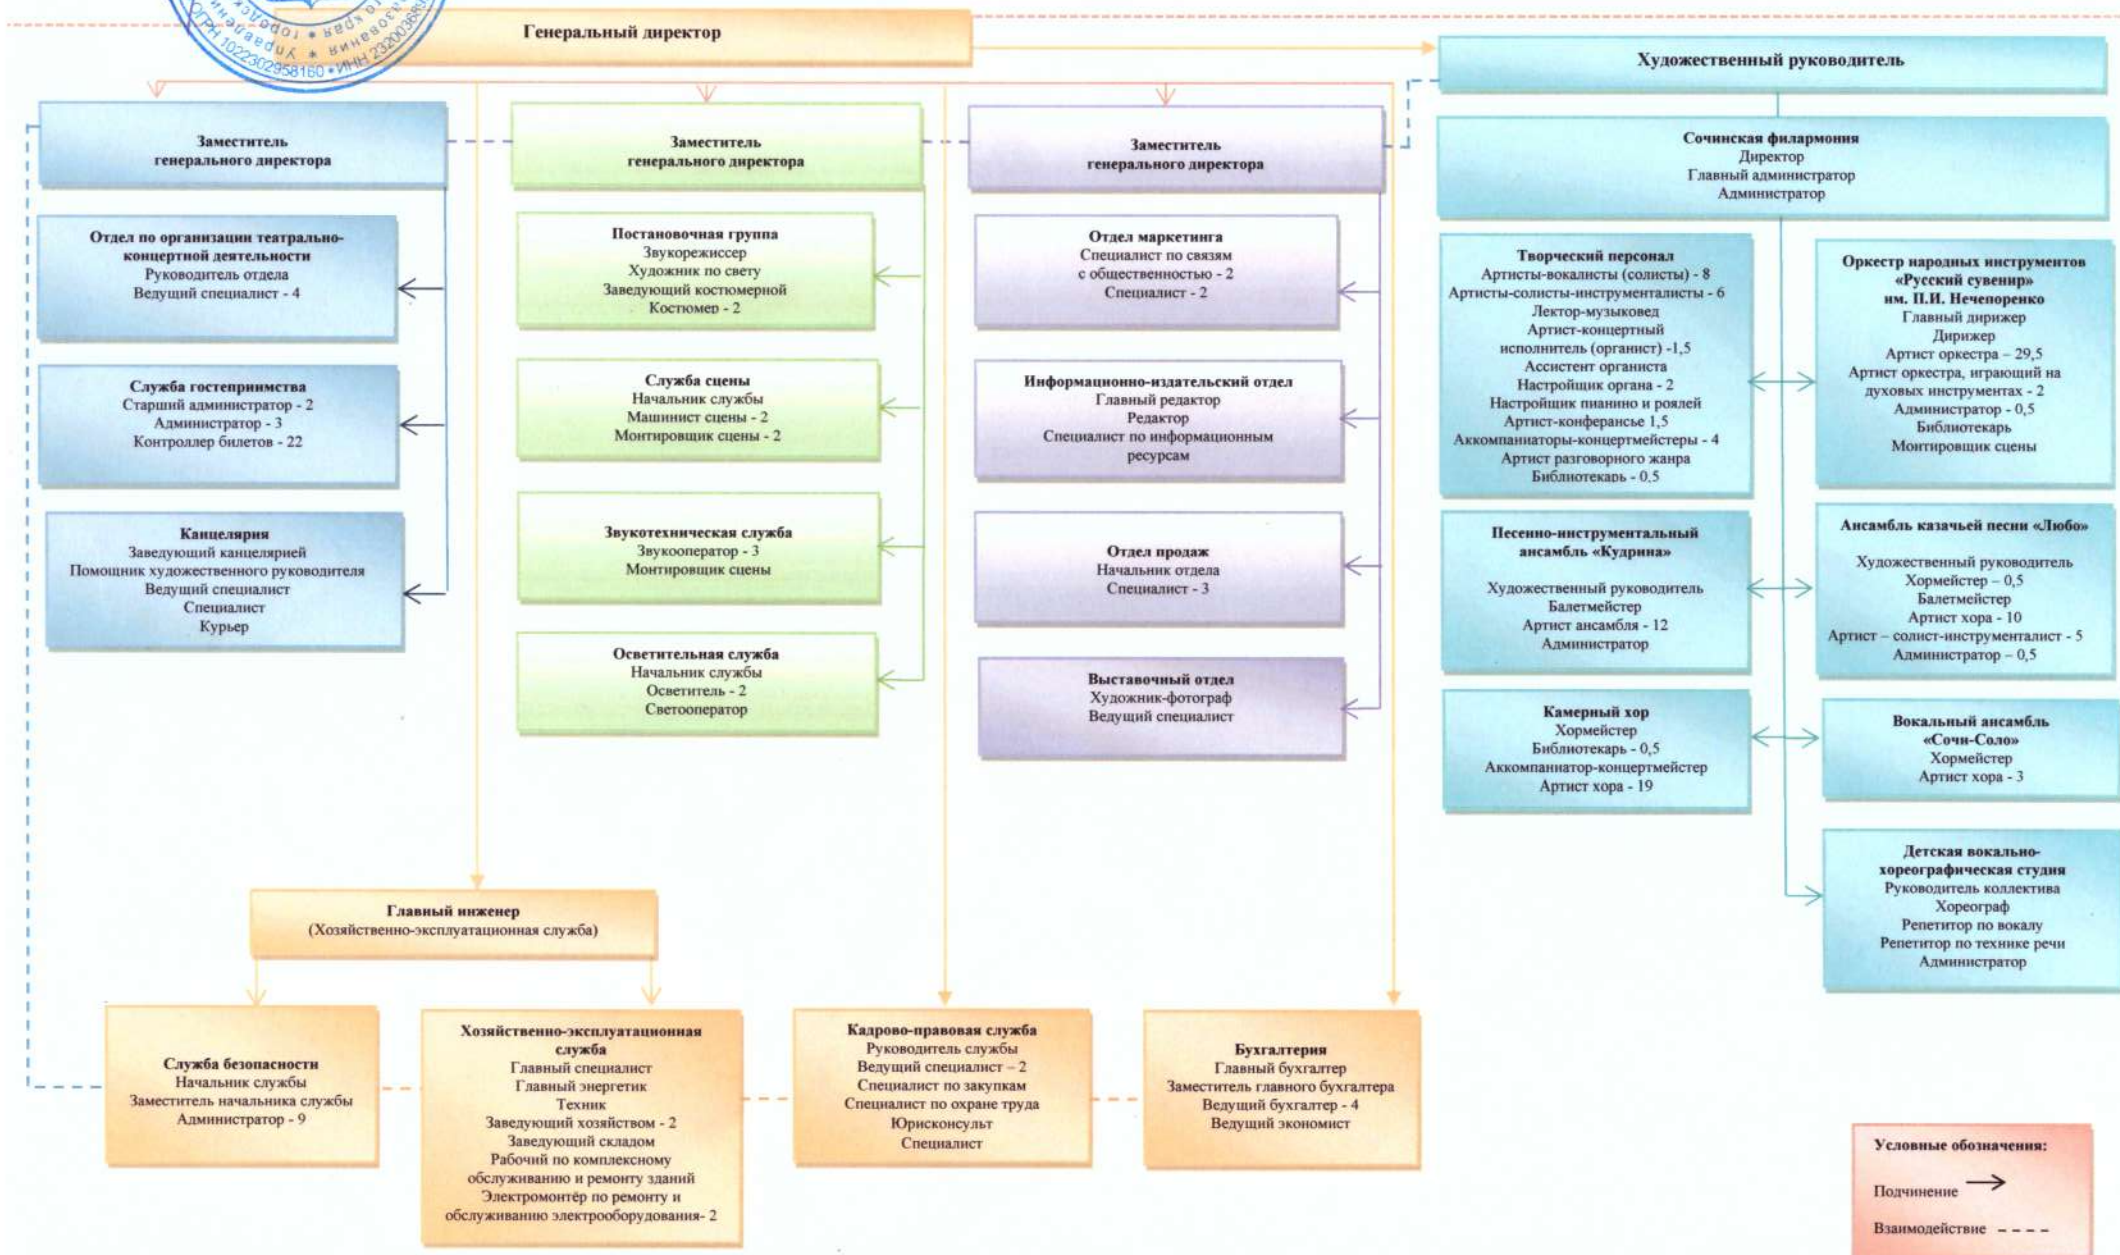 ОГРН 1022302958160 * ИНН 2320036895
Генеральный директор
Художественный руководитель
Заместитель
генерального директора
Заместитель
генерального директора
Заместитель
генерального директора
Сочинская филармония
Директор
Главный администратор
Администратор
Отдел по организации театрально-
концертной деятельности
Руководитель отдела
Ведущий специалист - 4
Служба гостеприимства
Старший администратор - 2
Администратор - 3
Контроллер билетов - 22
Канцелярия
Заведующий канцелярией
Помощник художественного руководителя
Ведущий специалист
Специалист
Курьер
Постановочная группа
Звукорежиссер
Художник по свету
Заведующий костюмерной
Костюмер - 2
Служба сцены
Начальник службы
Машинист сцены - 2
Монтировщик сцены - 2
Звукотехническая служба
Звукооператор - 3
Монтировщик сцены
Осветительная служба
Начальник службы
Осветитель - 2
Светооператор
Отдел маркетинга
Специалист по связям
с общественностью - 2
Специалист - 2
Информационно-издательский отдел
Главный редактор
Редактор
Специалист по информационным
ресурсам
Отдел продаж
Начальник отдела
Специалист - 3
Выставочный отдел
Художник-фотограф
Ведущий специалист
Творческий персонал
Артисты-вокалисты (солисты) - 8
Артисты-солисты-инструменталисты - 6
Лектор-музыковед
Артист-концертный
исполнитель (органист) -1,5
Ассистент органиста
Настройщик органа - 2
Настройщик пианино и роялей
Артист-конферансье 1,5
Аккомпаниаторы-концертмейстеры - 4
Артист разговорного жанра
Библиотекарь - 0,5
Оркестр народных инструментов
«Русский сувенир»
им. П.И. Нечепоренко
Главный дирижер
Дирижер
Артист оркестра – 29,5
Артист оркестра, играющий на
духовых инструментах - 2
Администратор - 0,5
Библиотекарь
Монтировщик сцены
Песенно-инструментальный
ансамбль «Кудрина»
Художественный руководитель
Балетмейстер
Артист ансамбля - 12
Администратор
Ансамбль казачьей песни «Любо»
Художественный руководитель
Хормейстер – 0,5
Балетмейстер
Артист хора - 10
Артист – солист-инструменталист - 5
Администратор – 0,5
Камерный хор
Хормейстер
Библиотекарь - 0,5
Аккомпаниатор-концертмейстер
Артист хора - 19
Вокальный ансамбль
«Сочи-Соло»
Хормейстер
Артист хора - 3
Детская вокально-
хореографическая студия
Руководитель коллектива
Хореограф
Репетитор по вокалу
Репетитор по технике речи
Администратор
Главный инженер
(Хозяйственно-эксплуатационная служба)
Служба безопасности
Начальник службы
Заместитель начальника службы
Администратор - 9
Хозяйственно-эксплуатационная
служба
Главный специалист
Главный энергетик
Техник
Заведующий хозяйством - 2
Заведующий складом
Рабочий по комплексному
обслуживанию и ремонту зданий
Электромонтёр по ремонту и
обслуживанию электрооборудования- 2
Кадрово-правовая служба
Руководитель службы
Ведущий специалист – 2
Специалист по закупкам
Специалист по охране труда
Юрисконсульт
Специалист
Бухгалтерия
Главный бухгалтер
Заместитель главного бухгалтера
Ведущий бухгалтер - 4
Ведущий экономист
Условные обозначения:
Подчинение
Взаимодействие